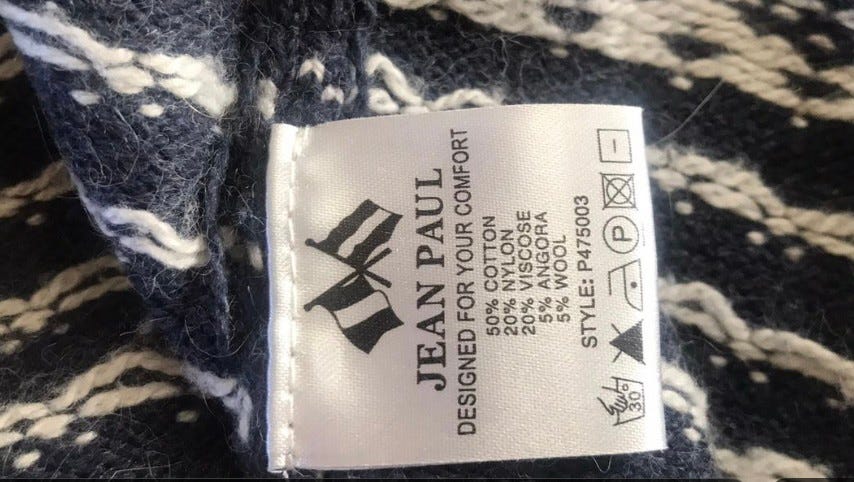 JEAN PAUL
DESIGNED FOR YOUR COMFORT
50% COTTON
20% NYLON
20% VISCOSE
5% ANGORA
5% WOOL
STYLE: P475003
30° P